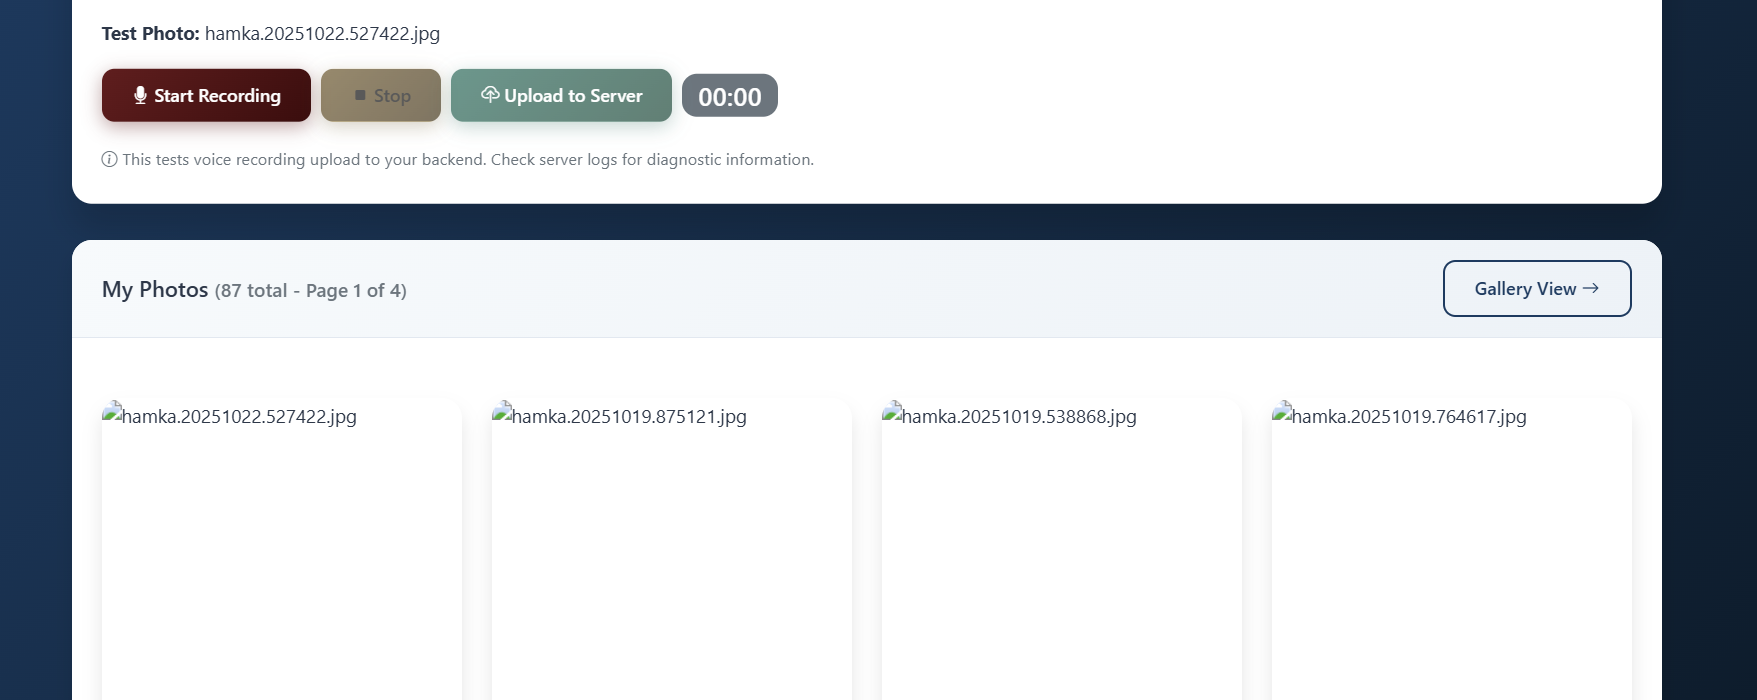 Test Photo: hamka.20251022.527422.jpg
Start Recording
Stop
Upload to Server
00:00
This tests voice recording upload to your backend. Check server logs for diagnostic information.
My Photos (87 total - Page 1 of 4)
Gallery View →
hamka.20251022.527422.jpg
hamka.20251019.875121.jpg
hamka.20251019.538868.jpg
hamka.20251019.764617.jpg